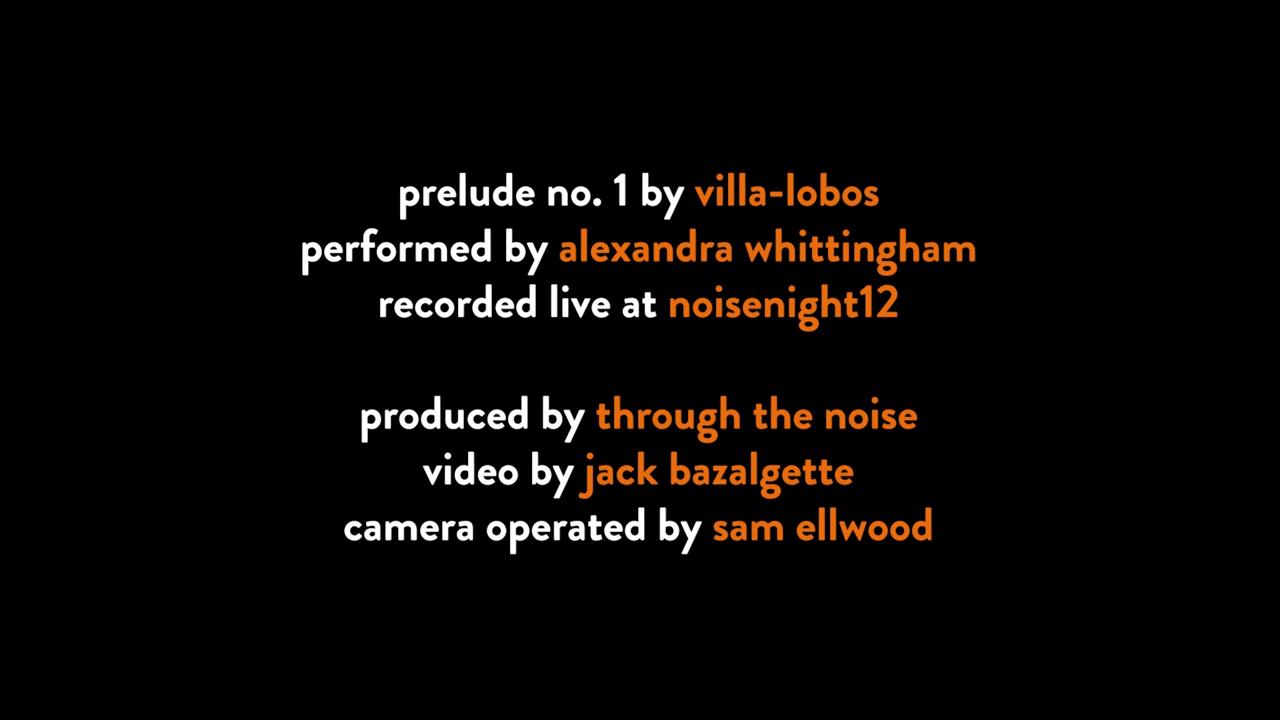 prelude no. 1 by villa-lobos
performed by alexandra whittingham
recorded live at noisenight12
produced by through the noise
video by jack bazalgette
camera operated by sam ellwood